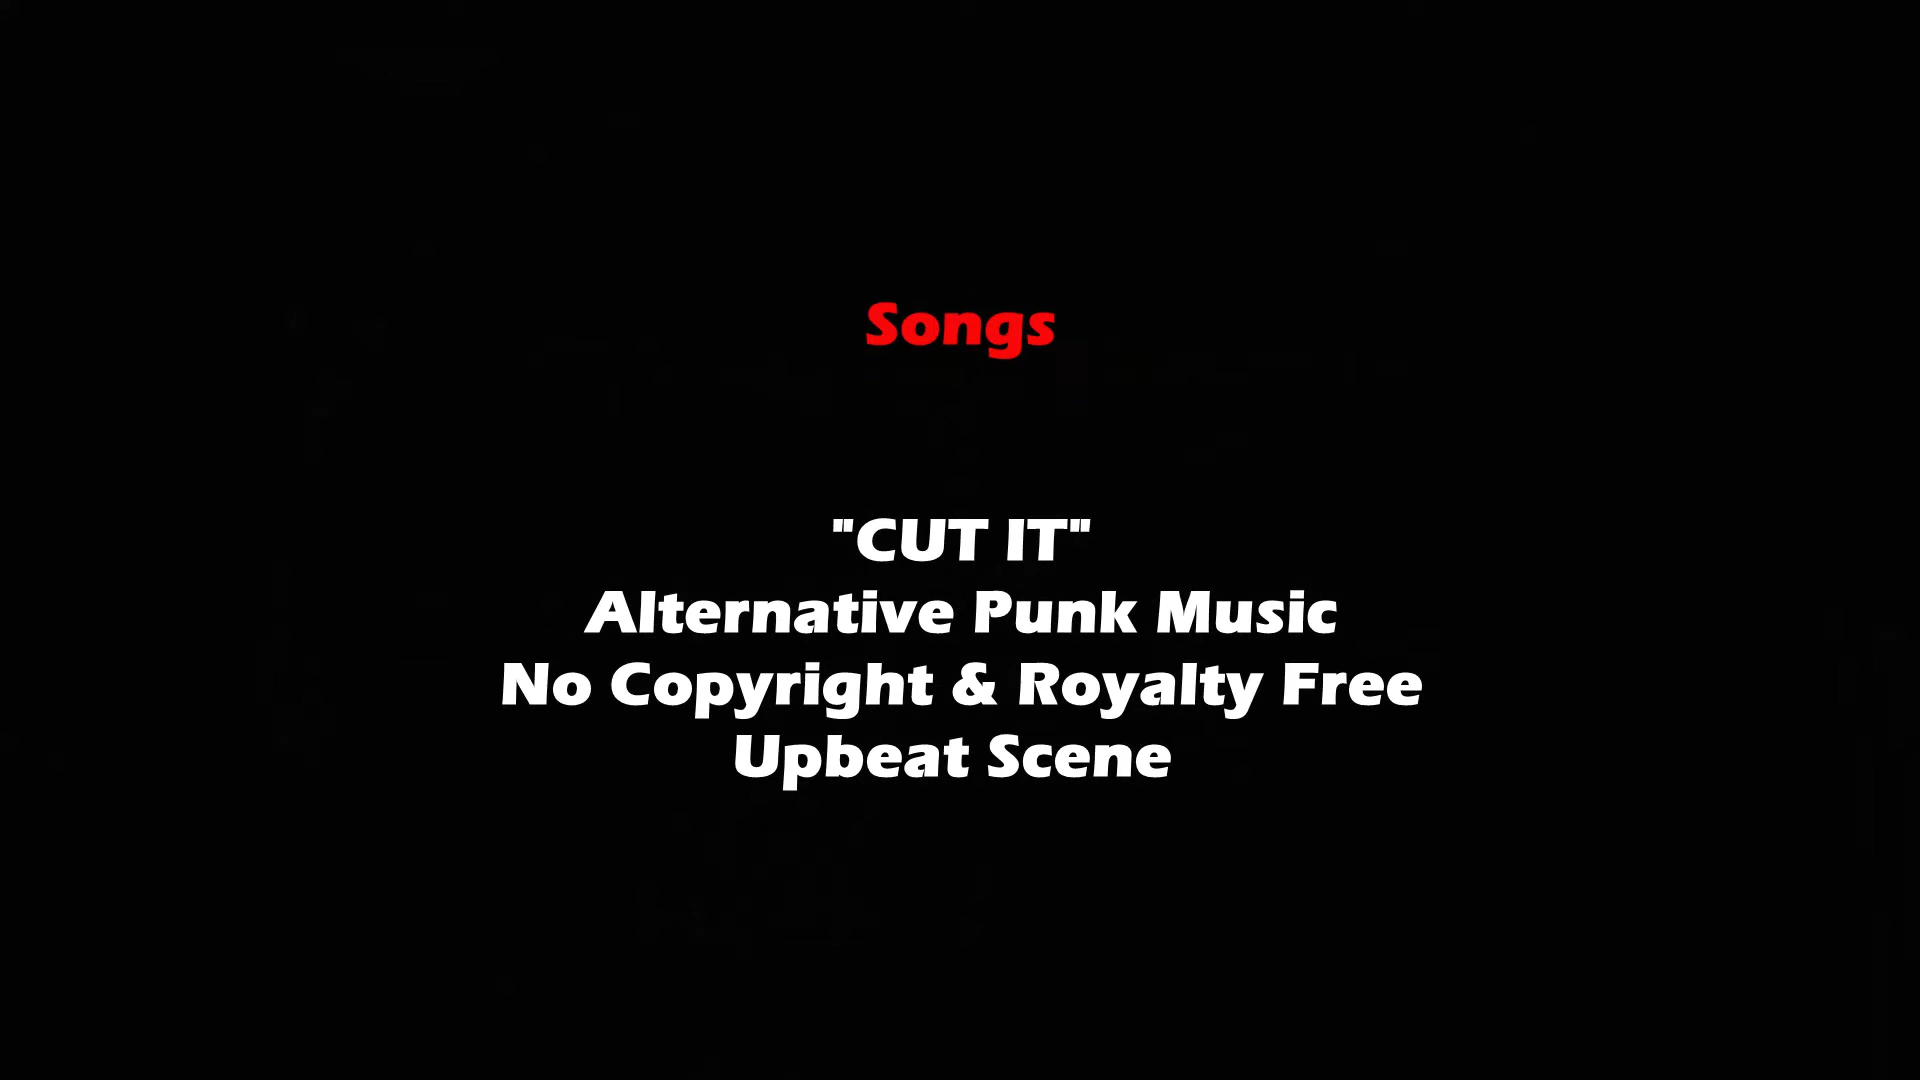 Songs
"CUT IT"
Alternative Punk Music
No Copyright & Royalty Free
Upbeat Scene